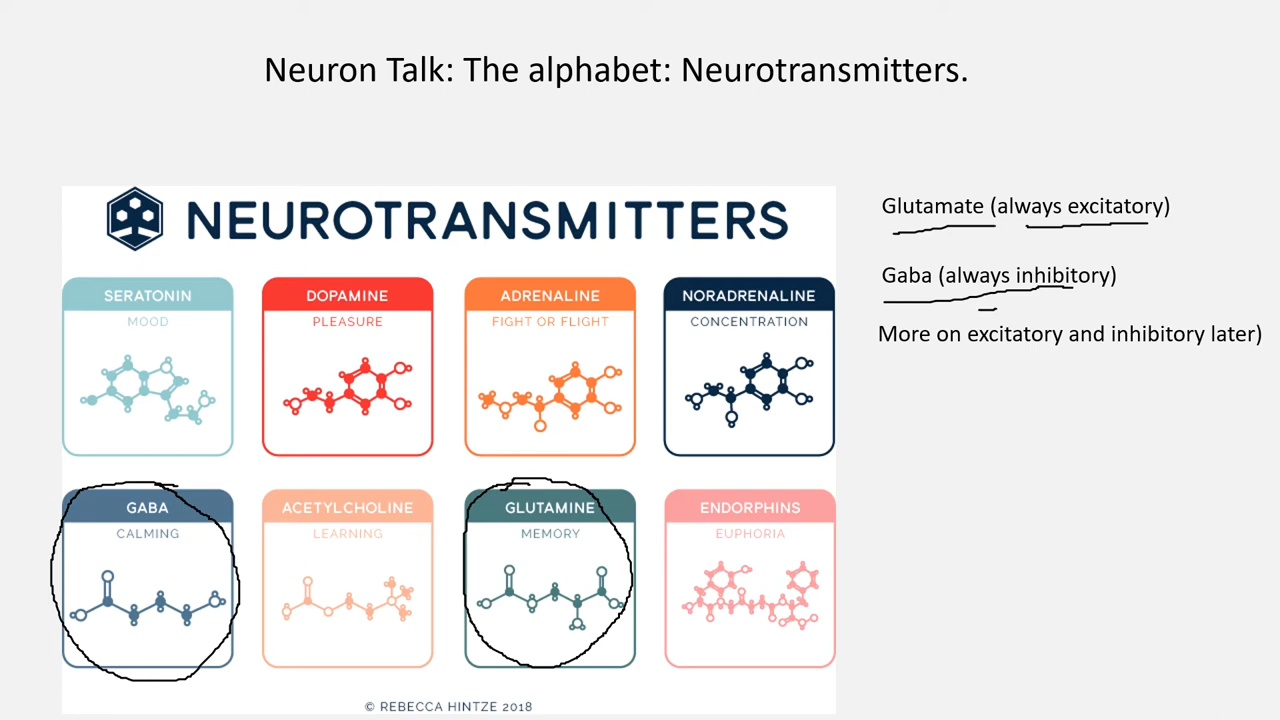 Neuron Talk: The alphabet: Neurotransmitters.
NEUROTRANSMITTERS
SERATONIN
MOOD
DOPAMINE
PLEASURE
ADRENALINE
FIGHT OR FLIGHT
NORADRENALINE
CONCENTRATION
GABA
CALMING
ACETYLCHOLINE
LEARNING
GLUTAMINE
MEMORY
ENDORPHINS
EUPHORIA
© REBECCA HINTZE 2018
Glutamate (always excitatory)
Gaba (always inhibitory)
More on excitatory and inhibitory later)